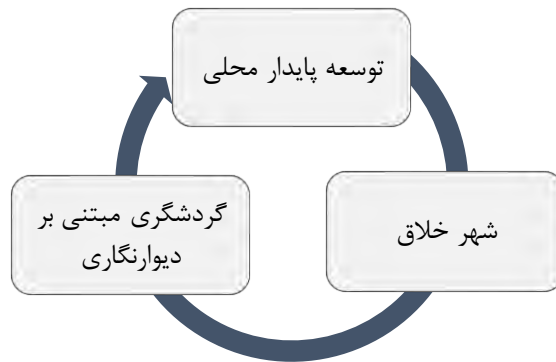 توسعه پایدار محلی
شهر خلاق
گردشگری مبتنی بر
دیوارنگاری